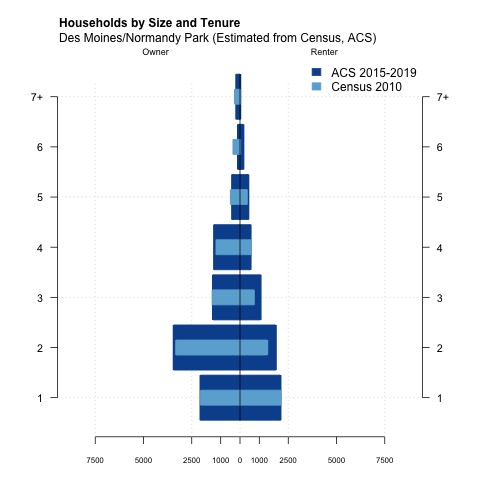 Households by Size and Tenure
Des Moines/Normandy Park (Estimated from Census, ACS)
Owner Renter
ACS 2015-2019
Census 2010
7+ 7+
6 6
5 5
4 4
3 3
2 2
1 1
7500 5000 2500 1000 0 1000 2500 5000 7500